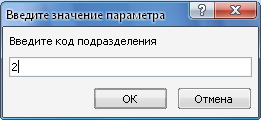 Введите значение параметра
Введите код подразделения
2
ОК
Отмена